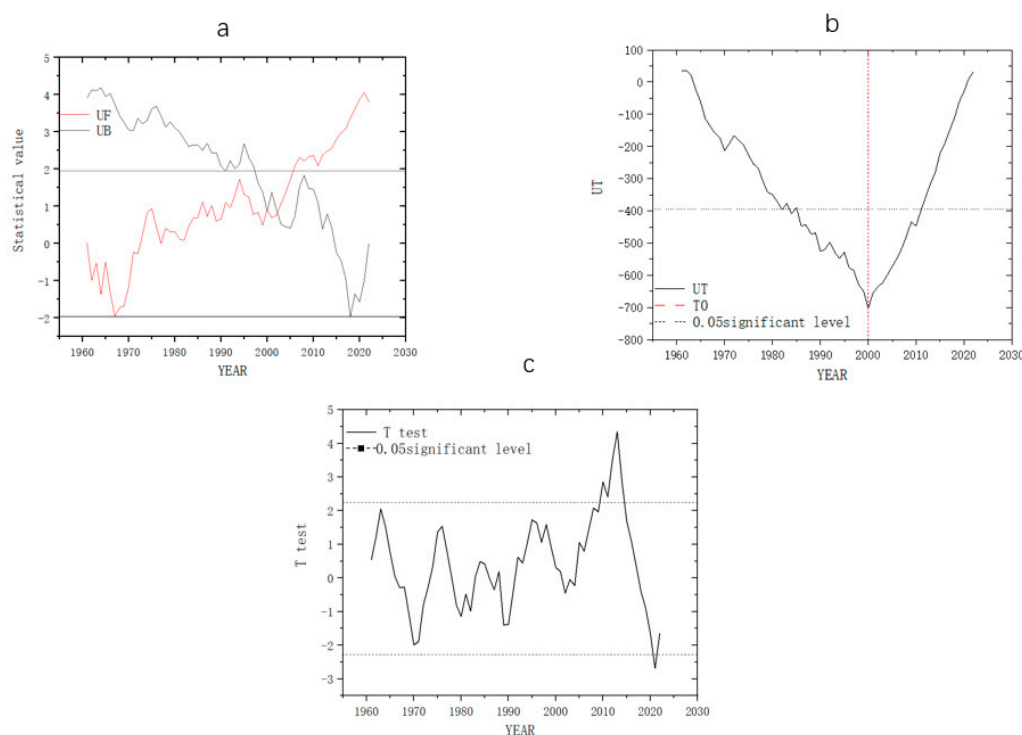 a
5
4
3
2
1
0
-1
-2
Statistical value
UF
UB
1960 1970 1980 1990 2000 2010 2020 2030
YEAR
b
100
0
-100
-200
-300
-400
-500
-600
-700
-800
UT
UT
T0
0.05significant level
1960 1970 1980 1990 2000 2010 2020 2030
YEAR
c
5
4
3
2
1
0
-1
-2
-3
T test
T test
0.05significant level
1960 1970 1980 1990 2000 2010 2020 2030
YEAR